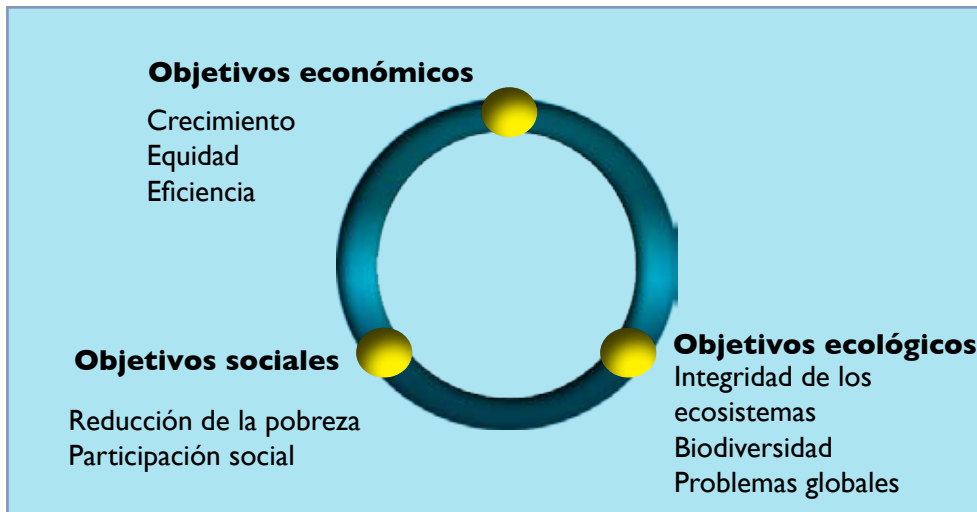 Objetivos económicos
Crecimiento
Equidad
Eficiencia
Objetivos sociales
Reducción de la pobreza
Participación social
Objetivos ecológicos
Integridad de los
ecosistemas
Biodiversidad
Problemas globales